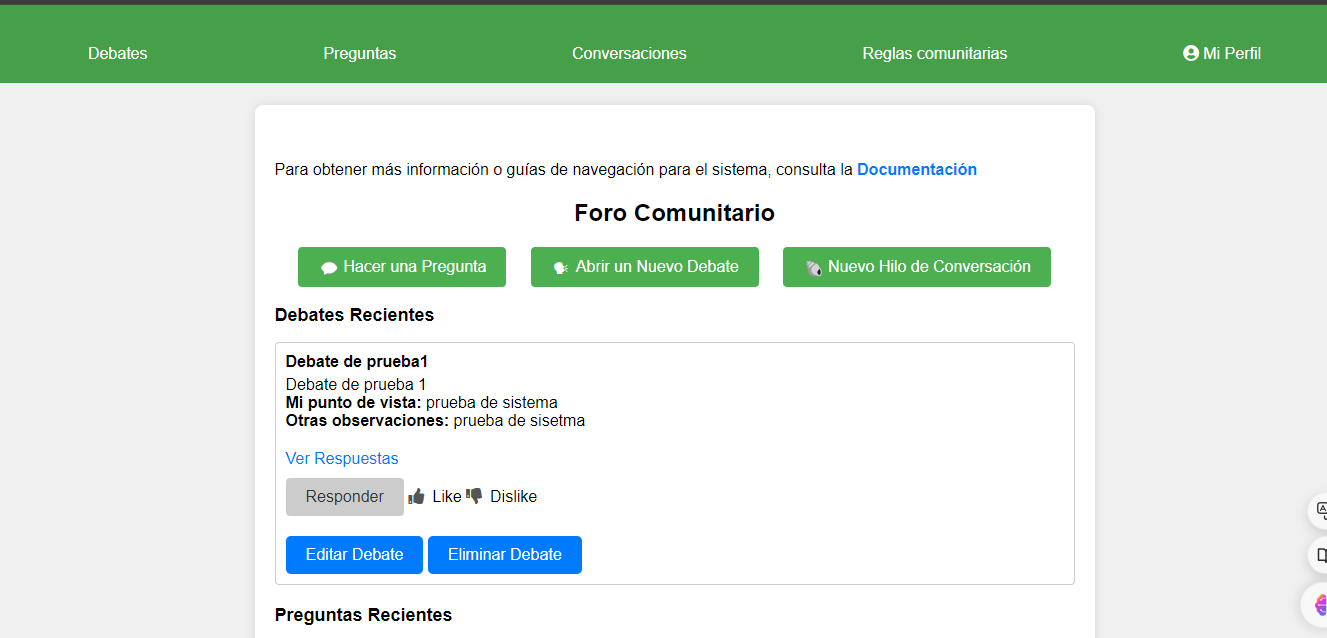 Debates Preguntas Conversaciones Reglas comunitarias Mi Perfil
Para obtener más información o guías de navegación para el sistema, consulta la Documentación
Foro Comunitario
Hacer una Pregunta Abrir un Nuevo Debate Nuevo Hilo de Conversación
Debates Recientes
Debate de prueba1
Debate de prueba 1
Mi punto de vista: prueba de sistema
Otras observaciones: prueba de sisetma
Ver Respuestas
Responder Like Dislike
Editar Debate Eliminar Debate
Preguntas Recientes